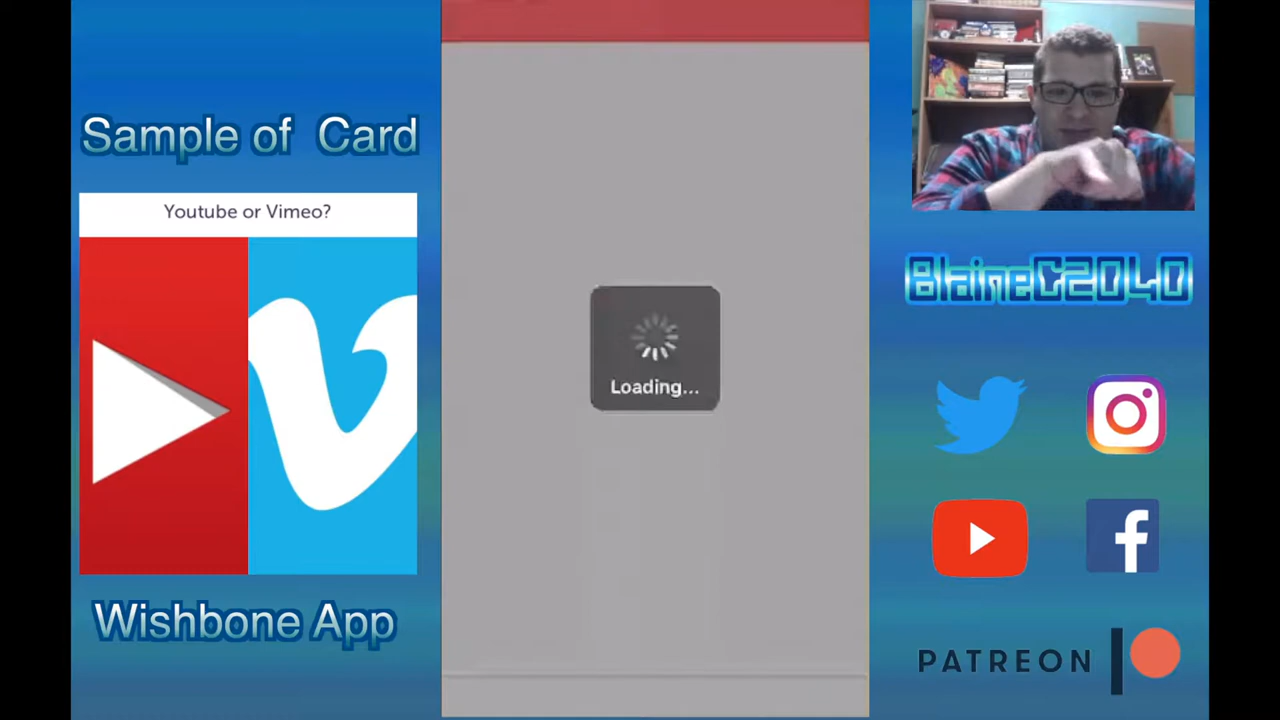 Sample of Card
Youtube or Vimeo?
Wishbone App
Loading...
BlaineC2040
PATREON